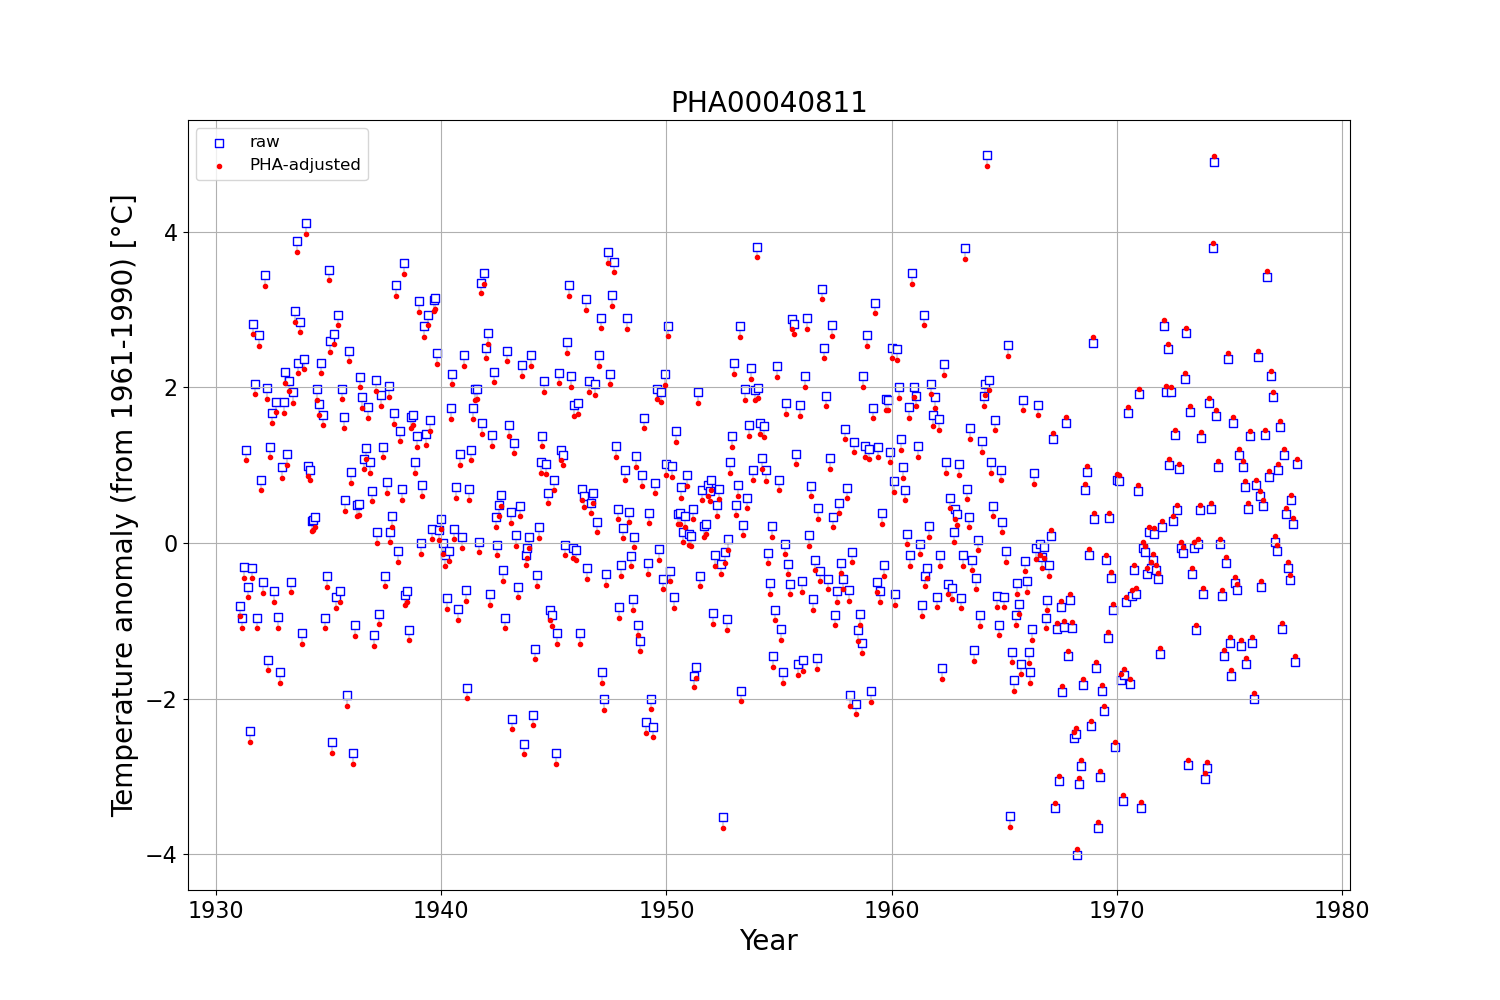 PHA00040811
raw
PHA-adjusted
Temperature anomaly (from 1961-1990) [°C]
4
2
0
−2
−4
1930 1940 1950 1960 1970 1980
Year